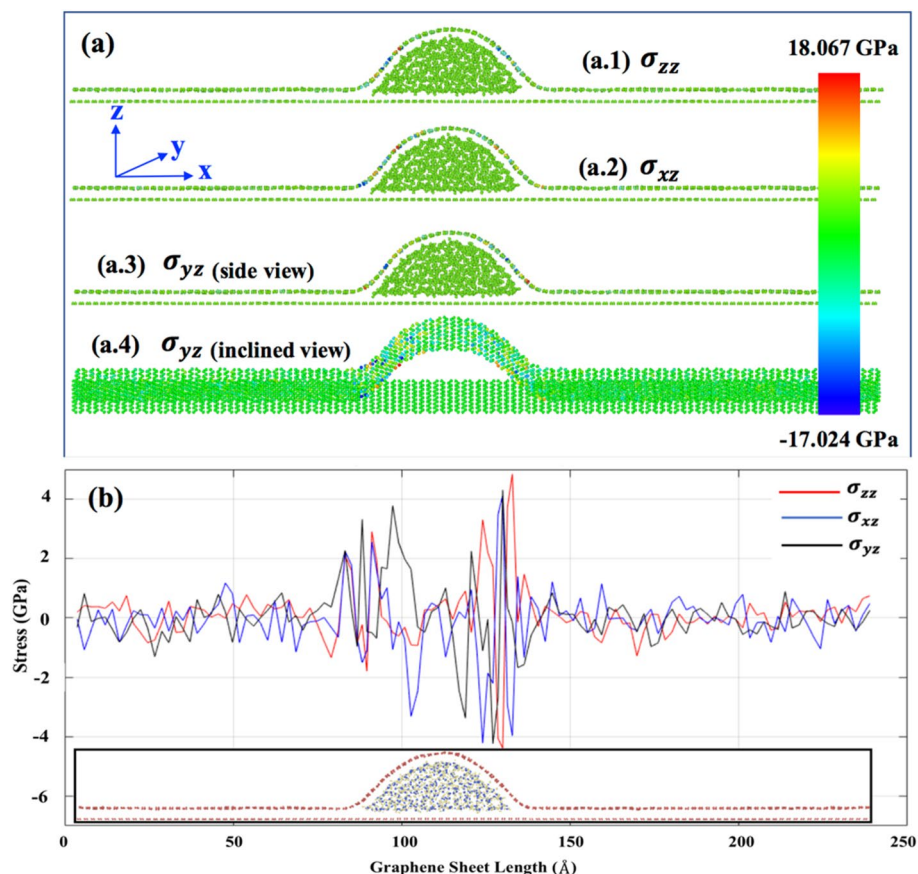 (a)
18.067 GPa
(a.1) σzz
z
y
x
(a.2) σxz
(a.3) σyz (side view)
(a.4) σyz (inclined view)
-17.024 GPa
(b)
σzz
σxz
σyz
4
2
0
-2
-4
-6
Stress (GPa)
0 50 100 150 200 250
Graphene Sheet Length (Å)